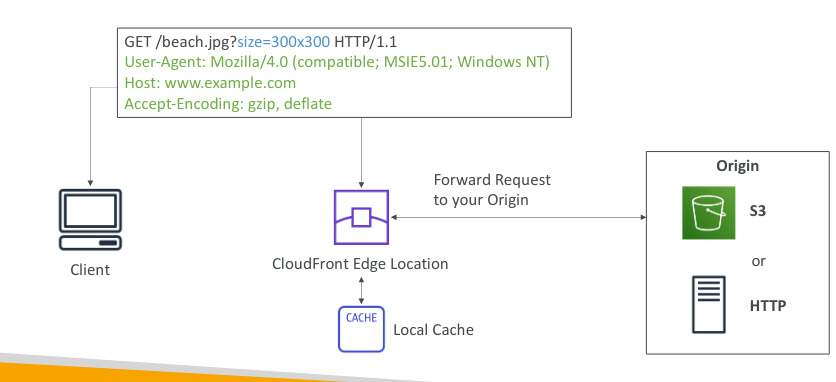 GET /beach.jpg?size=300x300 HTTP/1.1
User-Agent: Mozilla/4.0 (compatible; MSIE5.01; Windows NT)
Host: www.example.com
Accept-Encoding: gzip, deflate
Client
CloudFront Edge Location
CACHE
Local Cache
Forward Request
to your Origin
Origin
S3
or
HTTP